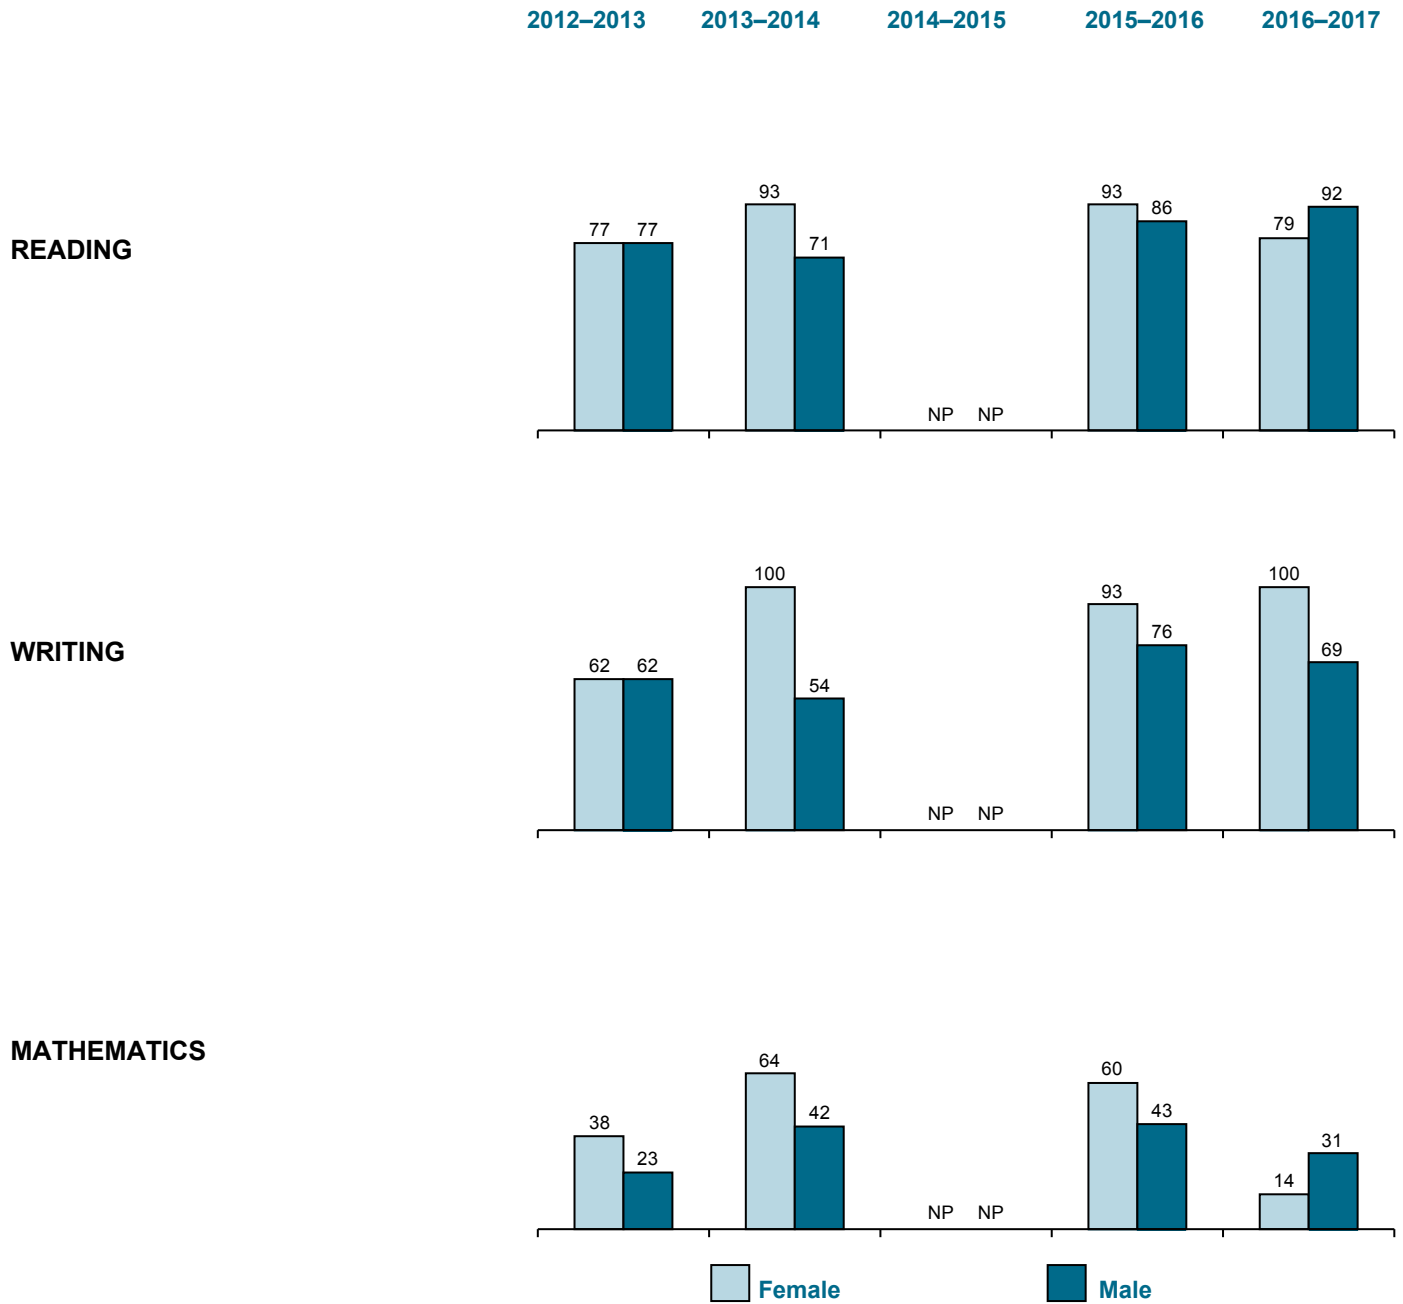 2012–2013 2013–2014 2014–2015 2015–2016 2016–2017
READING
77 77 93 71 NP NP 93 86 79 92
WRITING
62 62 100 54 NP NP 93 76 100 69
MATHEMATICS
38 23 64 42 NP NP 60 43 14 31
Female Male